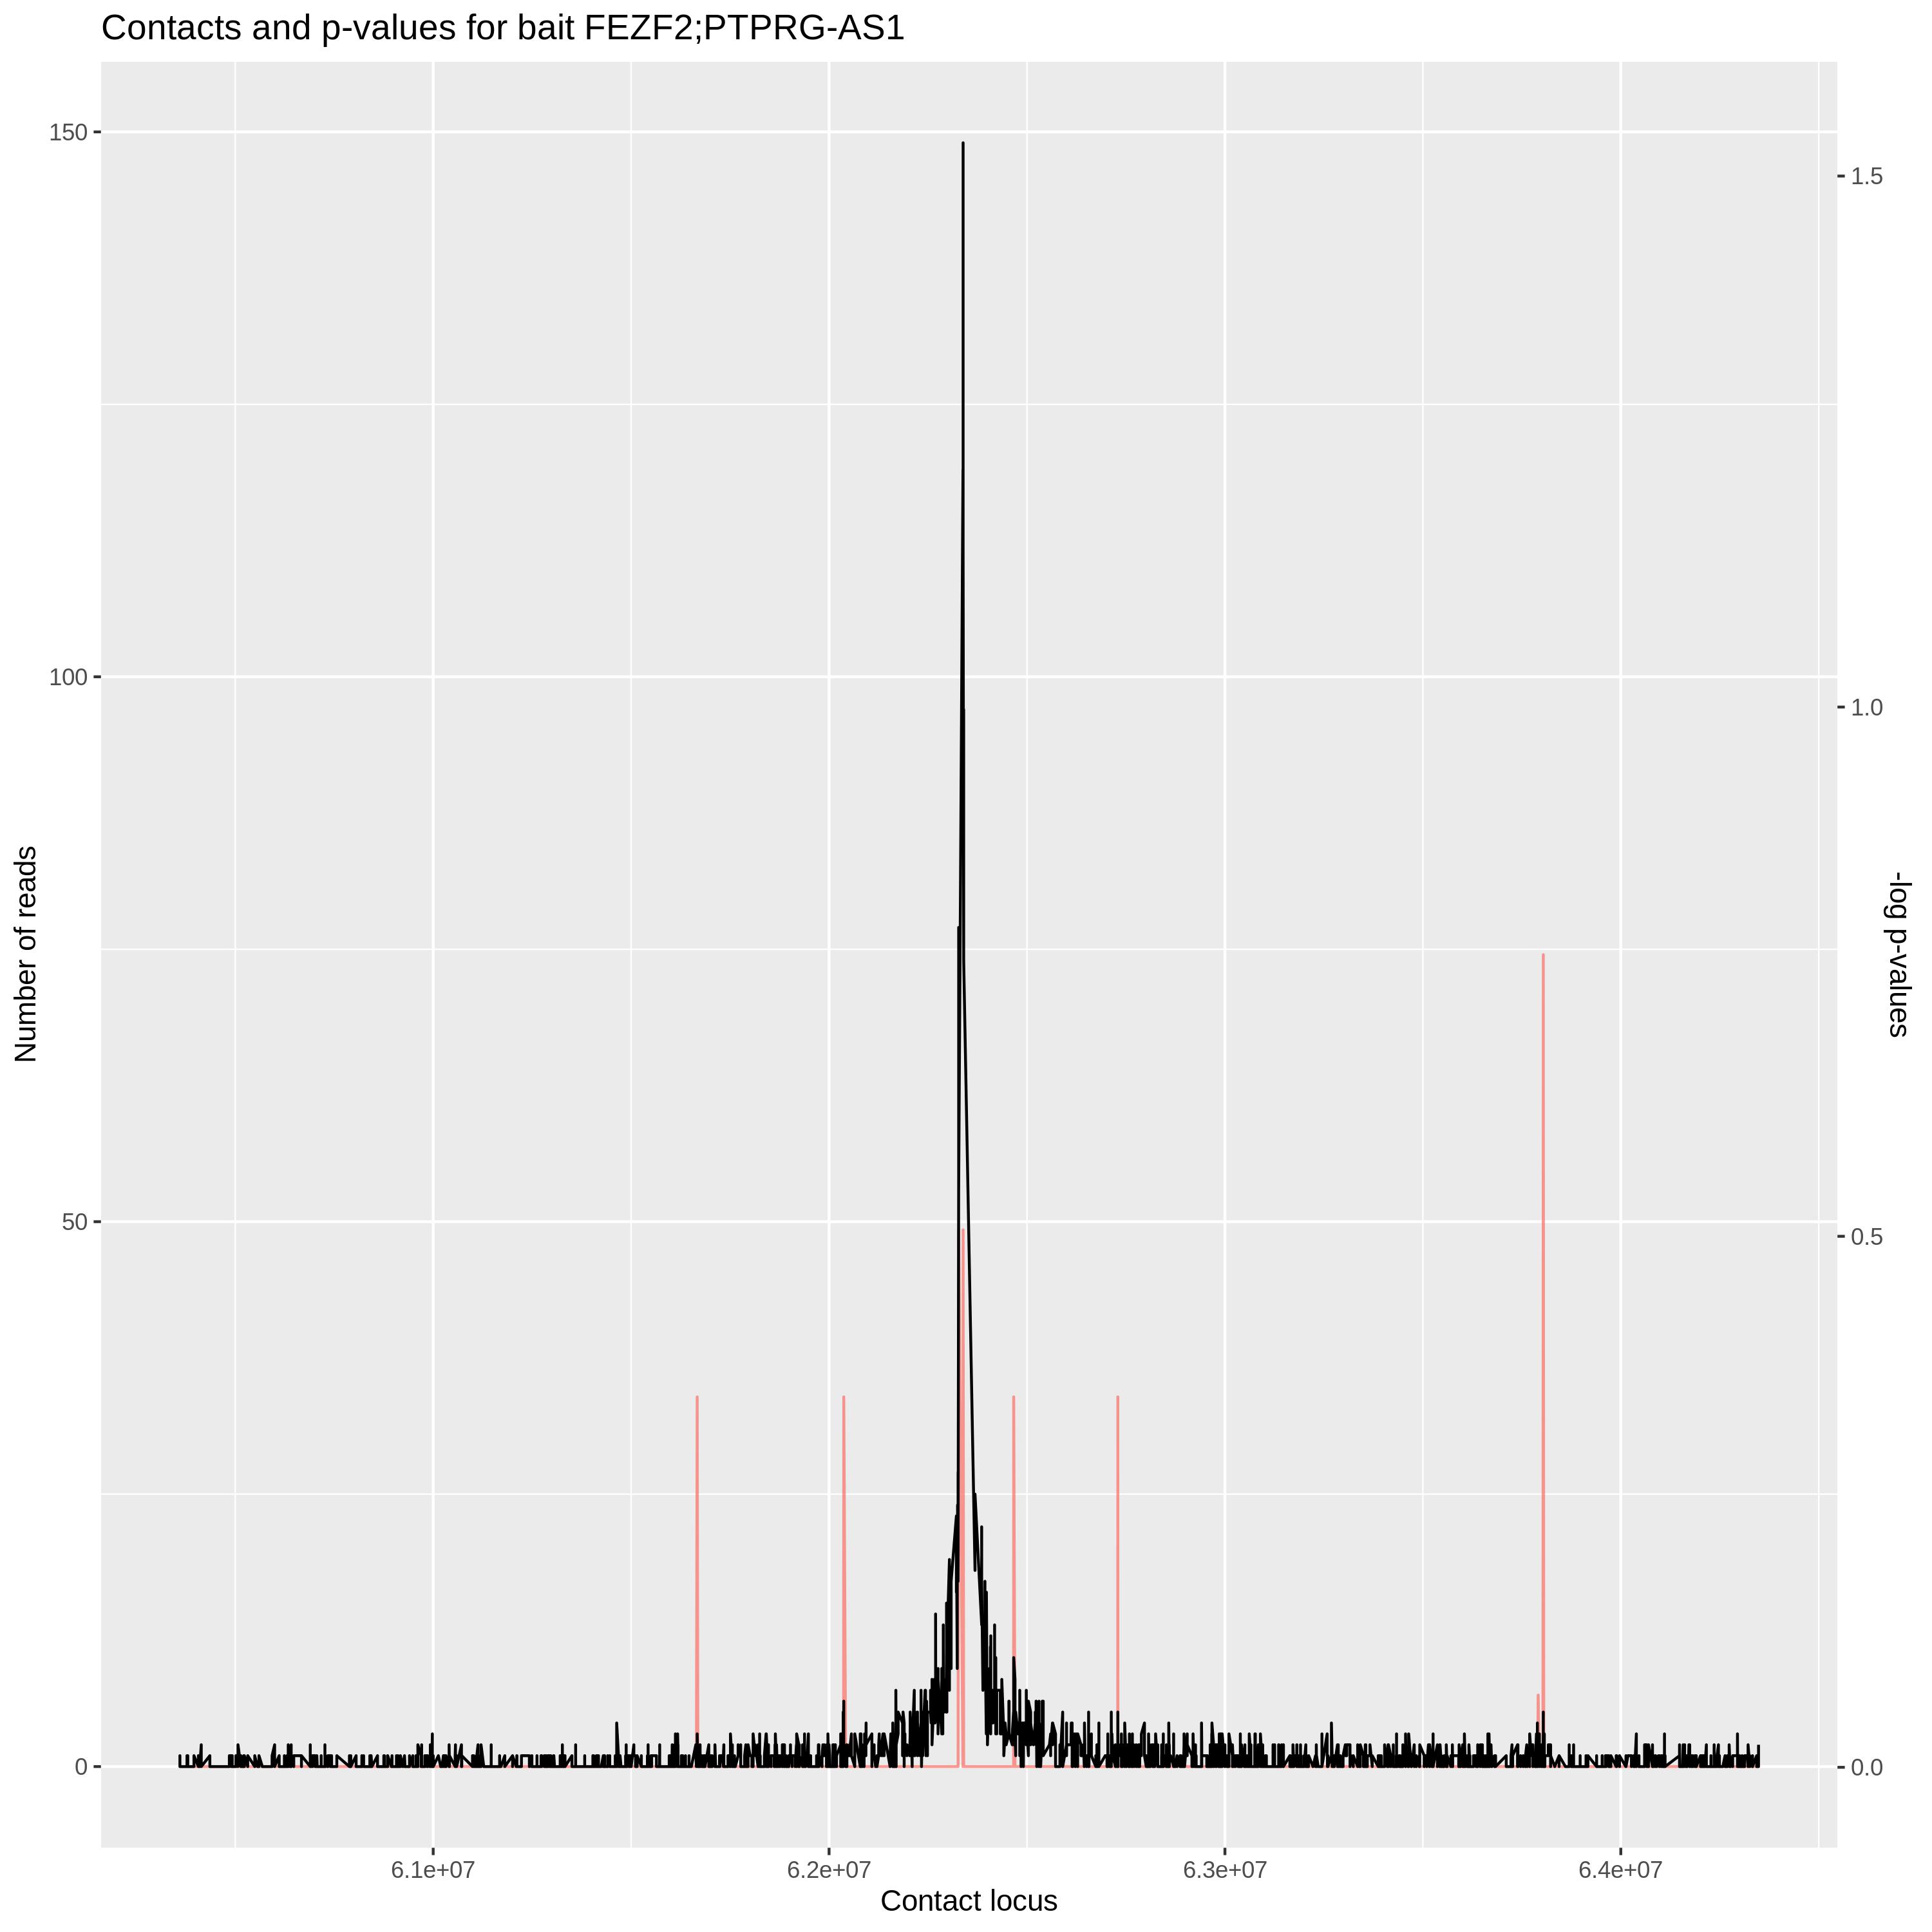 Contacts and p-values for bait FEZF2;PTPRG-AS1
150
100
50
0
Number of reads
1.5
1.0
0.5
0.0
-log p-values
6.1e+07
6.2e+07
6.3e+07
6.4e+07
Contact locus